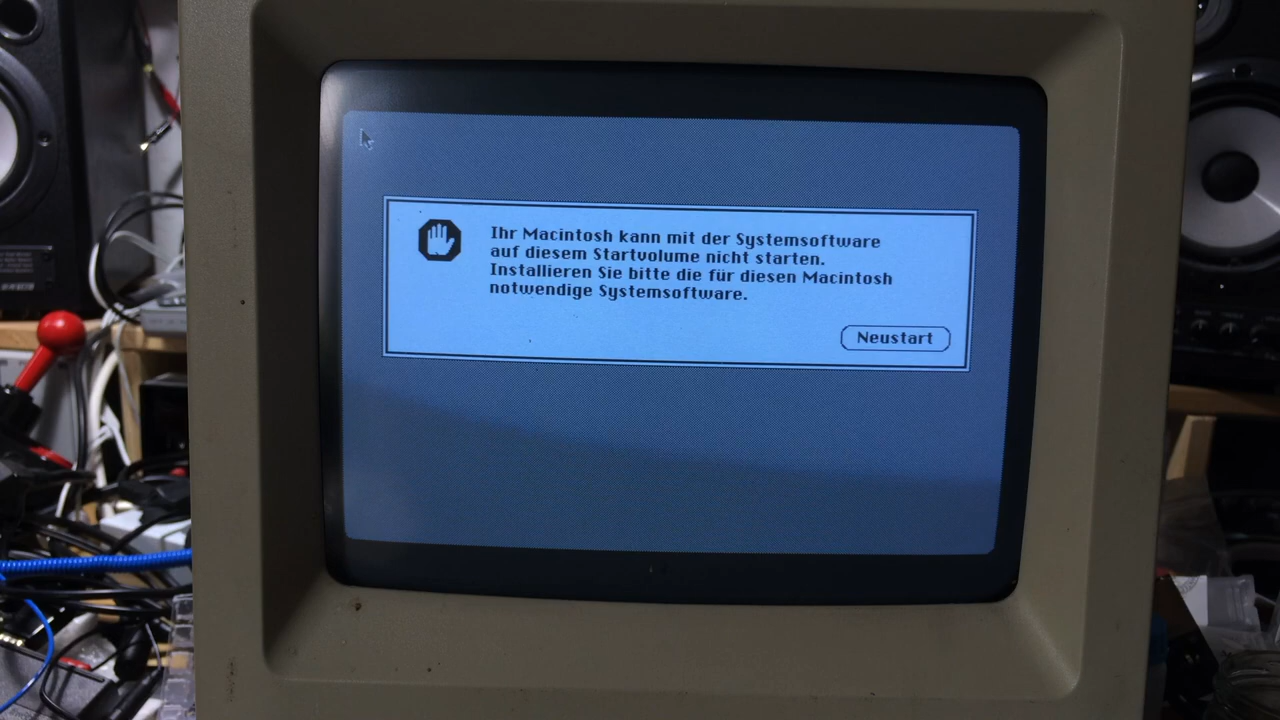 Ihr Macintosh kann mit der Systemsoftware
auf diesem Startvolume nicht starten.
Installieren Sie bitte die für diesen Macintosh
notwendige Systemsoftware.
Neustart